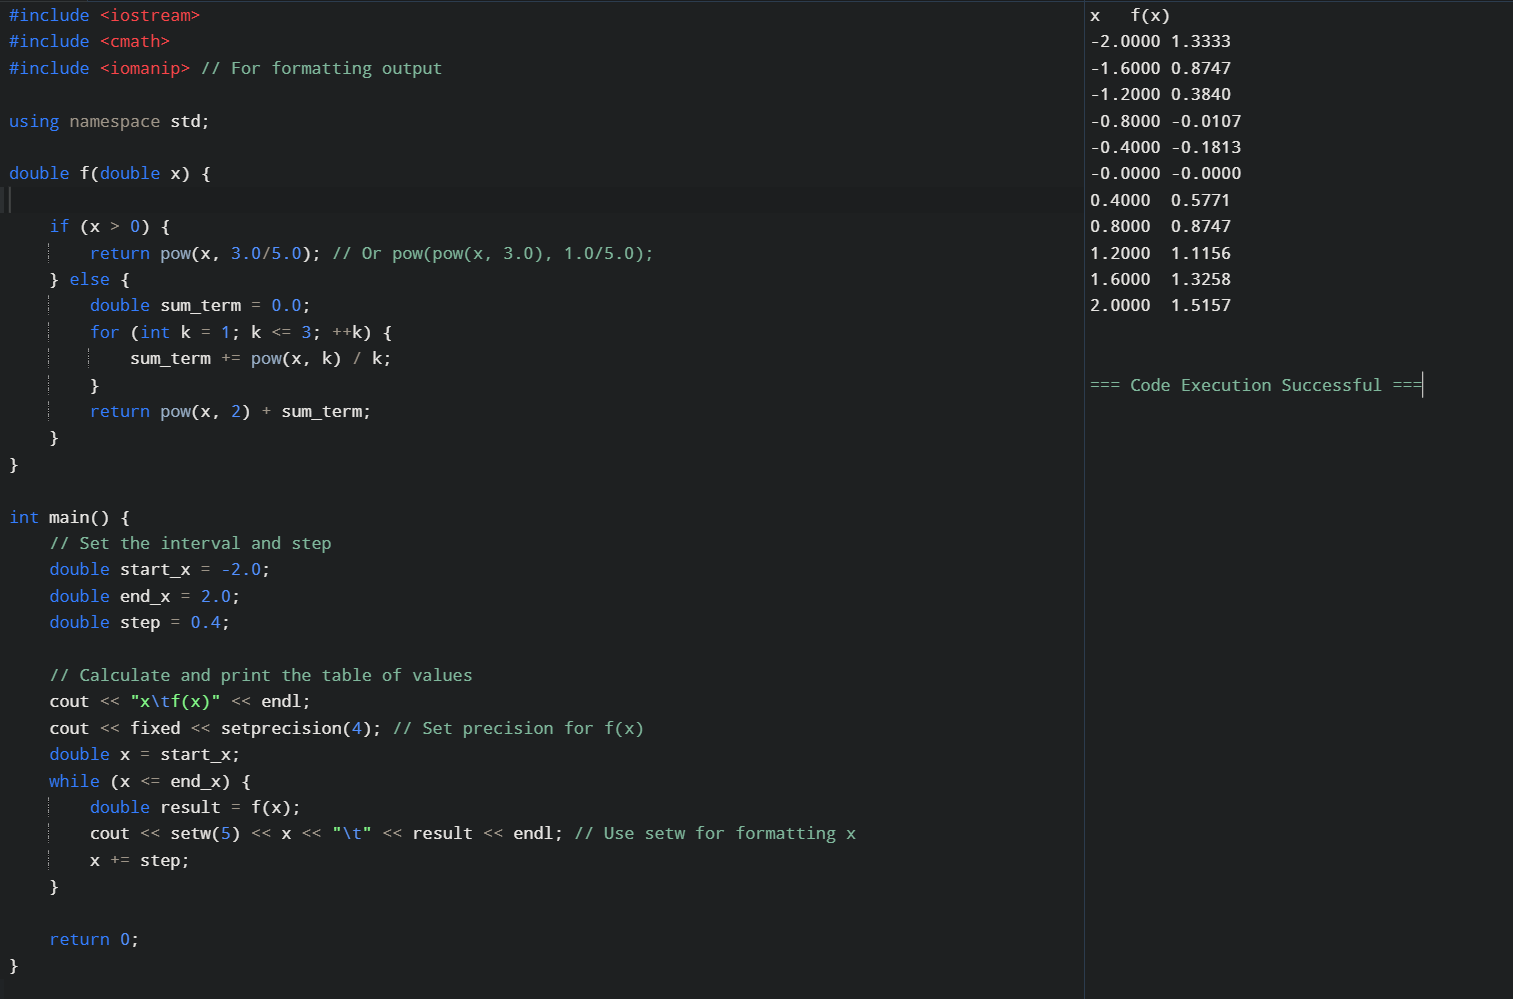 #include <iostream>
#include <cmath>
#include <iomanip> // For formatting output

using namespace std;

double f(double x) {

    if (x > 0) {
        return pow(x, 3.0/5.0); // Or pow(pow(x, 3.0), 1.0/5.0);
    } else {
        double sum_term = 0.0;
        for (int k = 1; k <= 3; ++k) {
            sum_term += pow(x, k) / k;
        }
        return pow(x, 2) + sum_term;
    }
}

int main() {
    // Set the interval and step
    double start_x = -2.0;
    double end_x = 2.0;
    double step = 0.4;

    // Calculate and print the table of values
    cout << "x\tf(x)" << endl;
    cout << fixed << setprecision(4); // Set precision for f(x)
    double x = start_x;
    while (x <= end_x) {
        double result = f(x);
        cout << setw(5) << x << "\t" << result << endl; // Use setw for formatting x
        x += step;
    }

    return 0;
}
x   f(x)
-2.0000 1.3333
-1.6000 0.8747
-1.2000 0.3840
-0.8000 -0.0107
-0.4000 -0.1813
-0.0000 -0.0000
0.4000  0.5771
0.8000  0.8747
1.2000  1.1156
1.6000  1.3258
2.0000  1.5157

=== Code Execution Successful ===